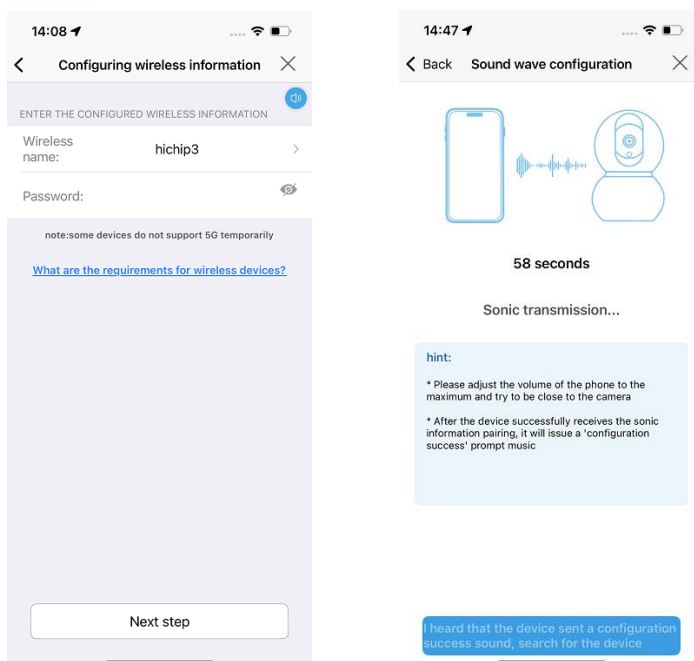 14:08
Configuring wireless information
ENTER THE CONFIGURED WIRELESS INFORMATION
Wireless
name:
hichip3
Password:
note:some devices do not support 5G temporarily
What are the requirements for wireless devices?
Next step
14:47
Back
Sound wave configuration
58 seconds
Sonic transmission...
hint:
* Please adjust the volume of the phone to the
maximum and try to be close to the camera
* After the device successfully receives the sonic
information pairing, it will issue a 'configuration
success' prompt music
I heard that the device sent a configuration
success sound, search for the device